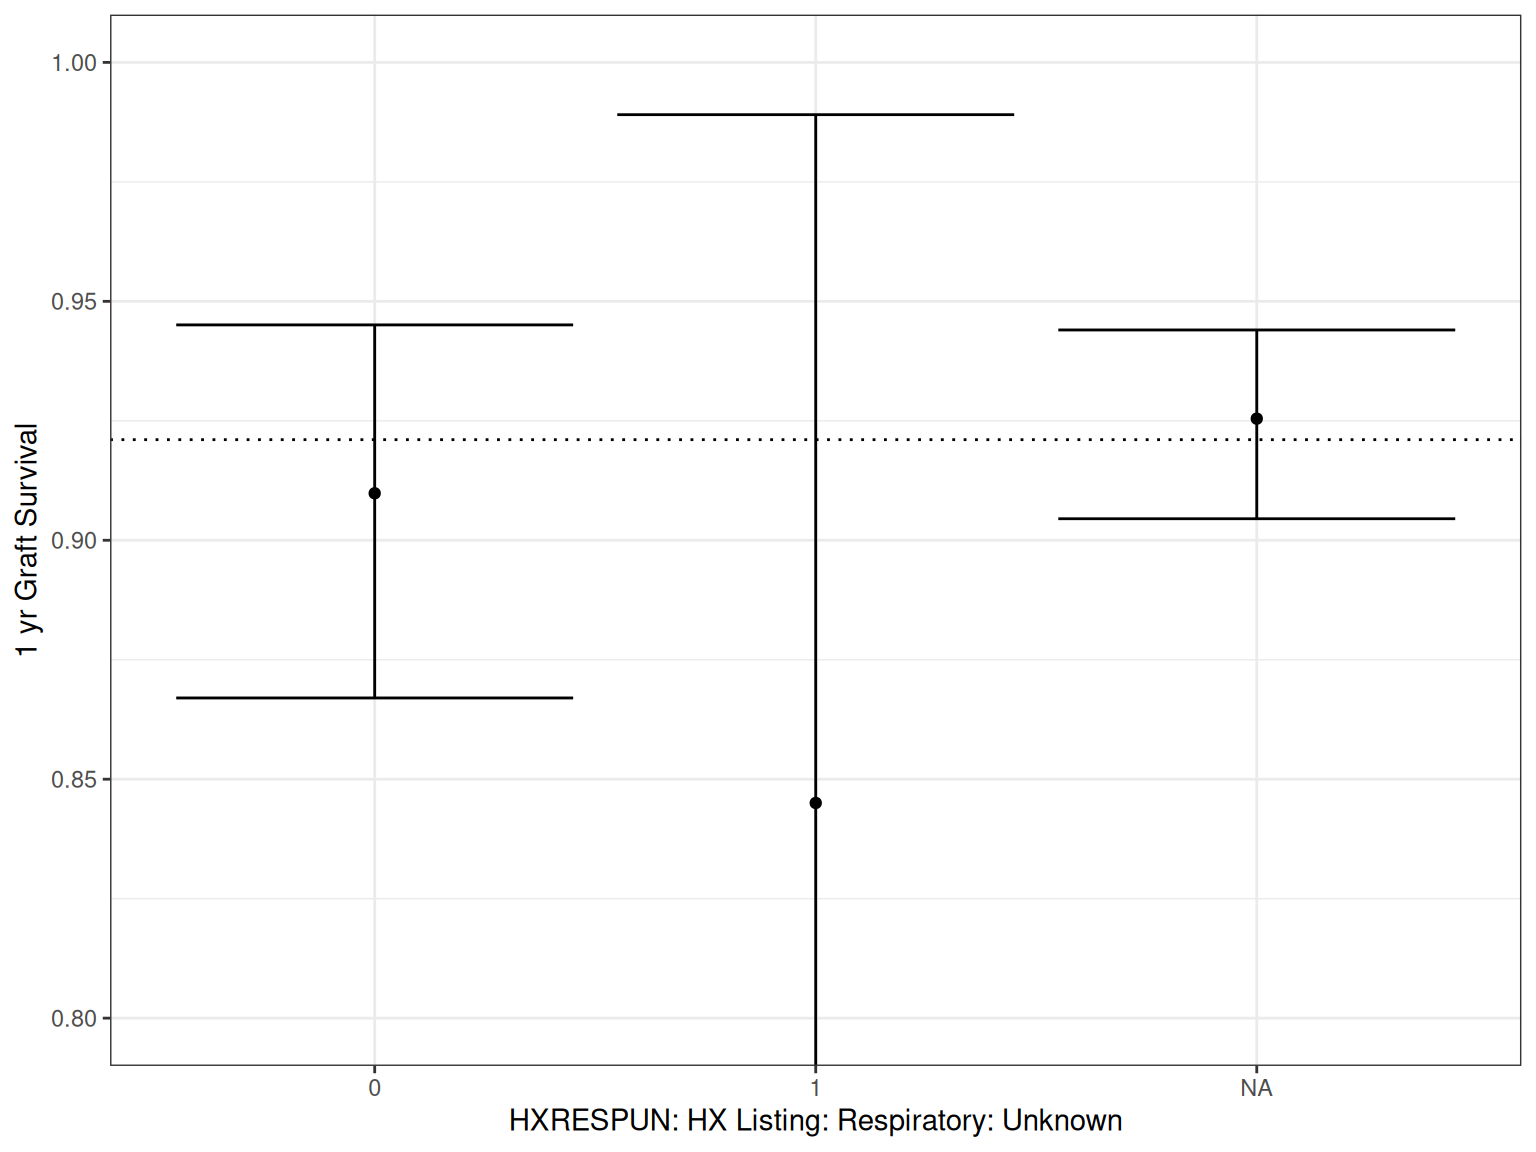 1 yr Graft Survival
1.00
0.95
0.90
0.85
0.80
0 1 NA
HXRESPUN: HX Listing: Respiratory: Unknown